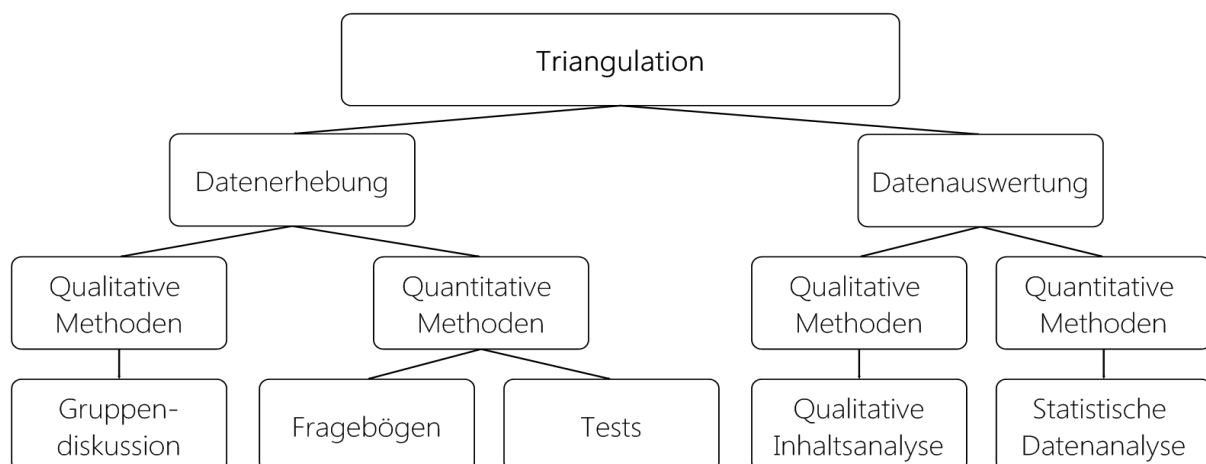 Triangulation
Datenerhebung
Datenauswertung
Qualitative
Methoden
Quantitative
Methoden
Qualitative
Methoden
Quantitative
Methoden
Gruppen-
diskussion
Fragebögen
Tests
Qualitative
Inhaltsanalyse
Statistische
Datenanalyse